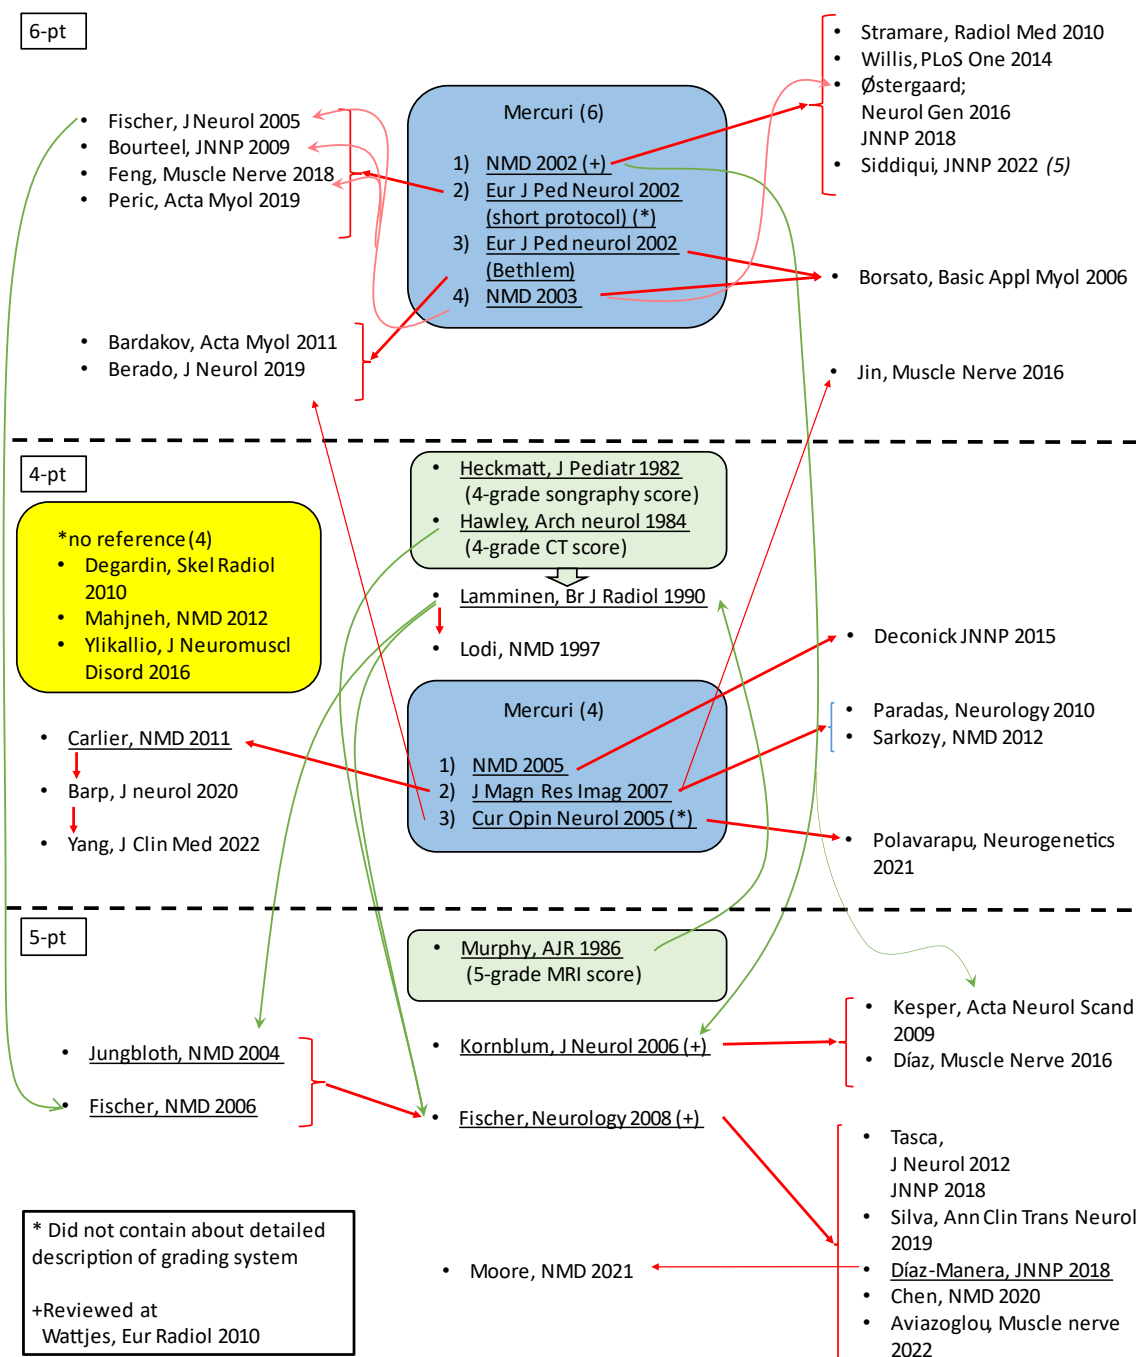 6-pt
• Fischer, J Neurol 2005
• Bourteel, JNNP 2009
• Feng, Muscle Nerve 2018
• Peric, Acta Myol 2019
• Bardakov, Acta Myol 2011
• Berado, J Neurol 2019
Mercuri (6)
1) NMD 2002 (+)
2) Eur J Ped Neurol 2002
(short protocol) (*)
3) Eur J Ped neurol 2002
(Bethlem)
4) NMD 2003
• Stramare, Radiol Med 2010
• Willis, PLoS One 2014
• Østergaard;
Neurol Gen 2016
JNNP 2018
• Siddiqui, JNNP 2022 (5)
• Borsato, Basic Appl Myol 2006
• Jin, Muscle Nerve 2016
4-pt
*no reference (4)
• Degardin, Skel Radiol
2010
• Mahjneh, NMD 2012
• Ylikallio, J Neuromuscl
Disord 2016
• Carlier, NMD 2011
• Barp, J neurol 2020
• Yang, J Clin Med 2022
• Heckmatt, J Pediatr 1982
(4-grade songraphy score)
• Hawley, Arch neurol 1984
(4-grade CT score)
• Lamminen, Br J Radiol 1990
• Lodi, NMD 1997
Mercuri (4)
1) NMD 2005
2) J Magn Res Imag 2007
3) Cur Opin Neurol 2005 (*)
• Deconick JNNP 2015
• Paradas, Neurology 2010
• Sarkozy, NMD 2012
• Polavarapu, Neurogenetics
2021
5-pt
• Murphy, AJR 1986
(5-grade MRI score)
• Jungbloth, NMD 2004
• Fischer, NMD 2006
• Kornblum, J Neurol 2006 (+)
• Fischer, Neurology 2008 (+)
• Kesper, Acta Neurol Scand
2009
• Díaz, Muscle Nerve 2016
• Tasca,
J Neurol 2012
JNNP 2018
• Silva, Ann Clin Trans Neurol
2019
• Díaz-Manera, JNNP 2018
• Chen, NMD 2020
• Aviazoglou, Muscle nerve
2022
• Moore, NMD 2021
* Did not contain about detailed
description of grading system
+Reviewed at
Wattjes, Eur Radiol 2010